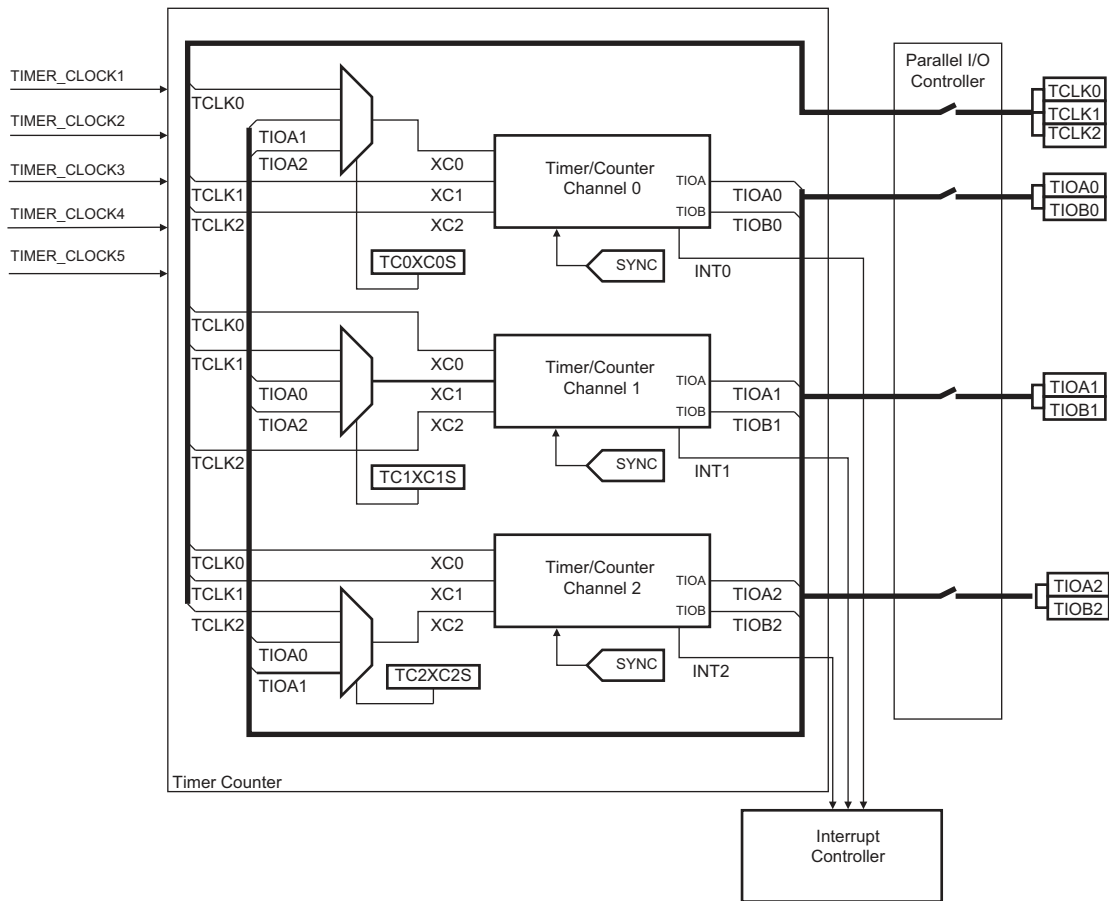 TIMER_CLOCK1
TIMER_CLOCK2
TIMER_CLOCK3
TIMER_CLOCK4
TIMER_CLOCK5
TCLK0
TIOA1
TIOA2
TCLK1
TCLK2
XC0
XC1
XC2
TC0XC0S
Timer/Counter
Channel 0
TIOA
TIOB
TIOA0
TIOB0
SYNC
INT0
TCLK0
TCLK1
TIOA0
TIOA2
TCLK2
XC0
XC1
XC2
TC1XC1S
Timer/Counter
Channel 1
TIOA
TIOB
TIOA1
TIOB1
SYNC
INT1
TCLK0
TCLK1
TCLK2
TIOA0
TIOA1
XC0
XC1
XC2
TC2XC2S
Timer/Counter
Channel 2
TIOA
TIOB
TIOA2
TIOB2
SYNC
INT2
Timer Counter
Parallel I/O
Controller
TCLK0
TCLK1
TCLK2
TIOA0
TIOB0
TIOA1
TIOB1
TIOA2
TIOB2
Interrupt
Controller